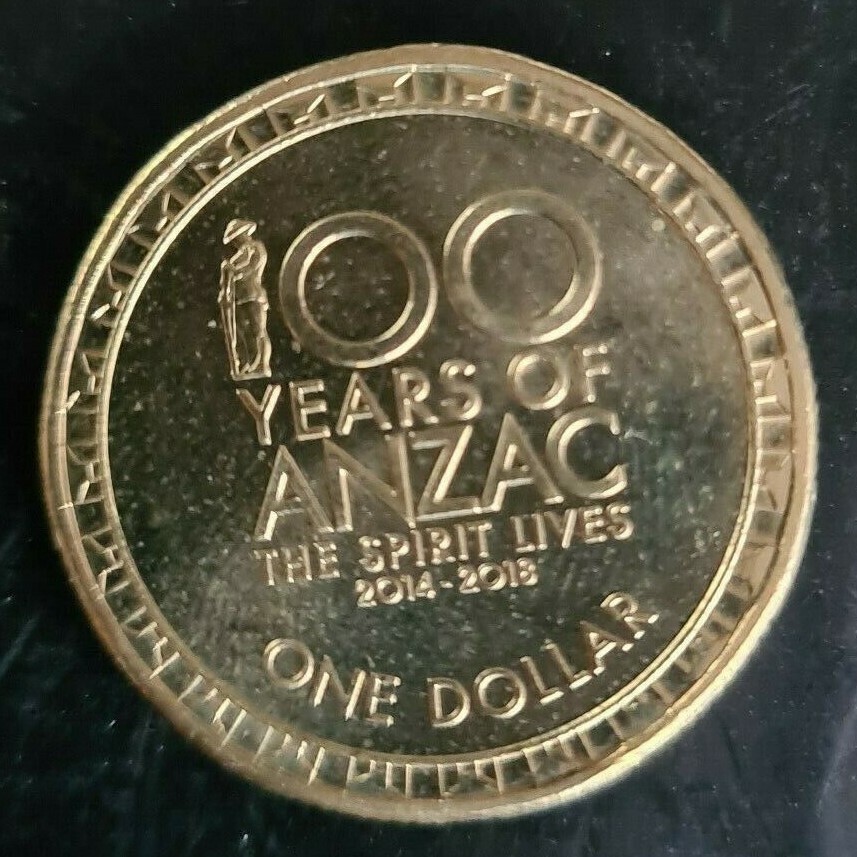 100
YEARS OF
ANZAC
THE SPIRIT LIVES
2014-2018
ONE DOLLAR